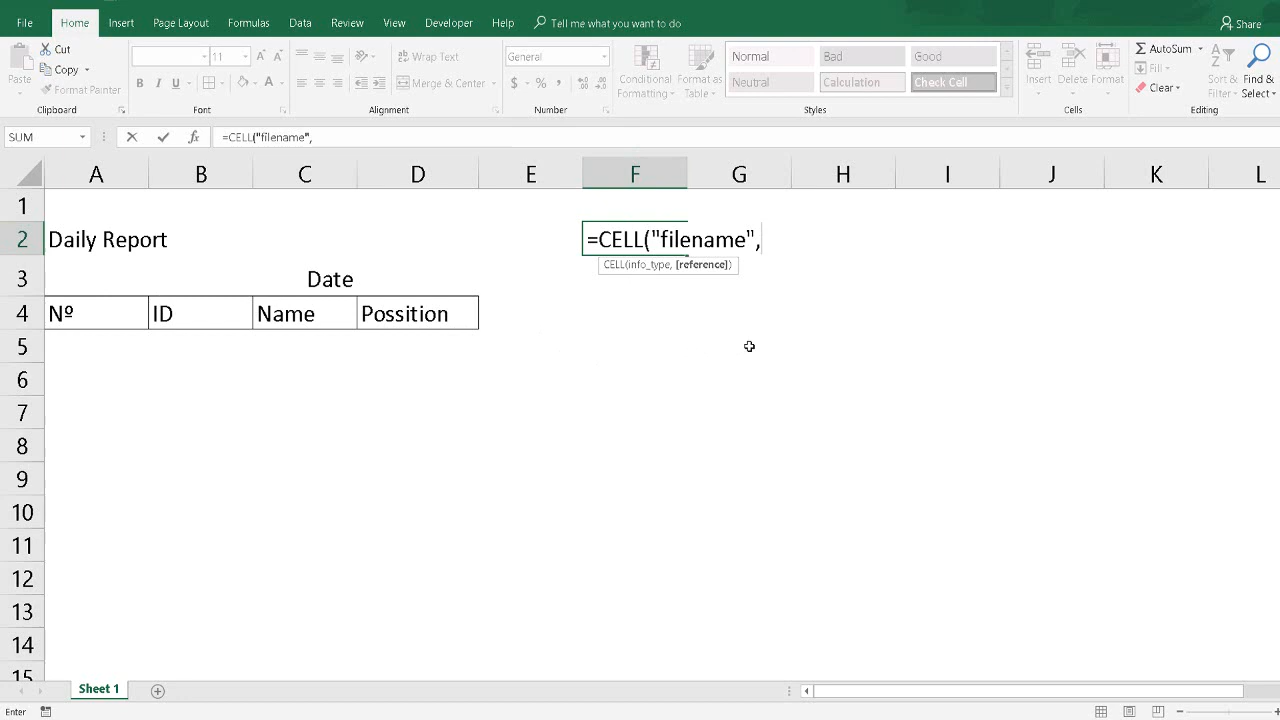 File Home Insert Page Layout Formulas Data Review View Developer Help Tell me what you want to do Share
Cut
Copy
Format Painter
Paste
Clipboard
11
B I U
Font
Wrap Text
Merge & Center
Alignment
General
$ % ,
Number
Conditional Formatting
Format as Table
Normal Bad Good
Neutral Calculation Check Cell
Styles
Insert Delete Format
Cells
AutoSum
Fill
Clear
Sort & Filter
Find & Select
Editing
SUM fx =CELL("filename",
A B C D E F G H I J K L
1
2 Daily Report =CELL("filename",
CELL(info_type, [reference])
3 Date
4 Nº ID Name Possition
5
6
7
8
9
10
11
12
13
14
15
Sheet 1
Enter